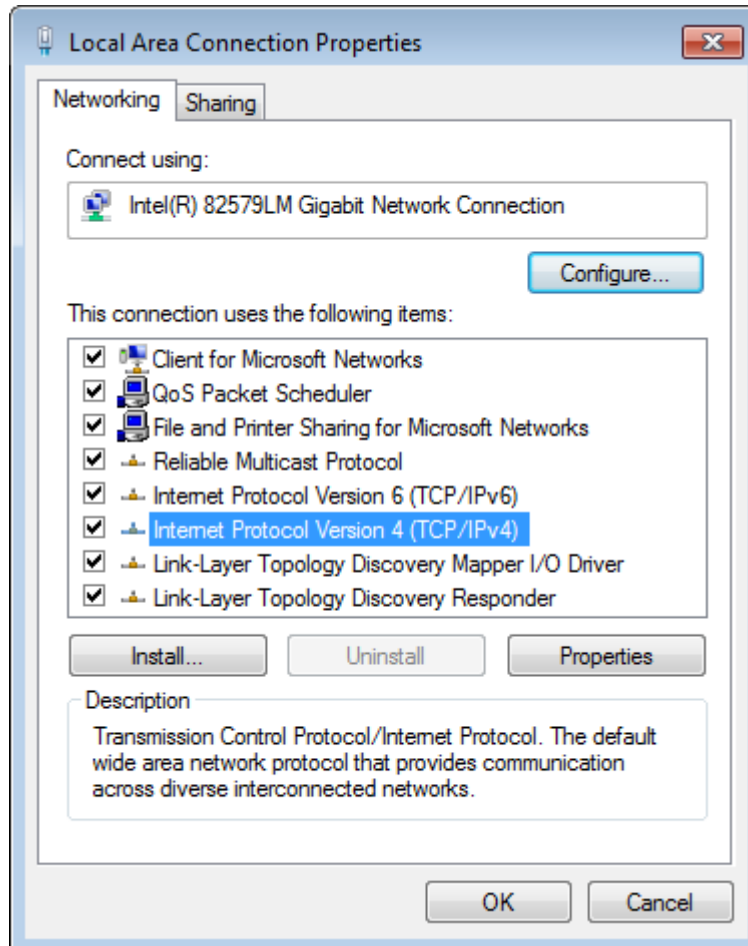 Local Area Connection Properties
Networking
Sharing
Connect using:
Intel(R) 82579LM Gigabit Network Connection
Configure...
This connection uses the following items:
Client for Microsoft Networks
QoS Packet Scheduler
File and Printer Sharing for Microsoft Networks
Reliable Multicast Protocol
Internet Protocol Version 6 (TCP/IPv6)
Internet Protocol Version 4 (TCP/IPv4)
Link-Layer Topology Discovery Mapper I/O Driver
Link-Layer Topology Discovery Responder
Install...
Uninstall
Properties
Description
Transmission Control Protocol/Internet Protocol. The default
wide area network protocol that provides communication
across diverse interconnected networks.
OK
Cancel